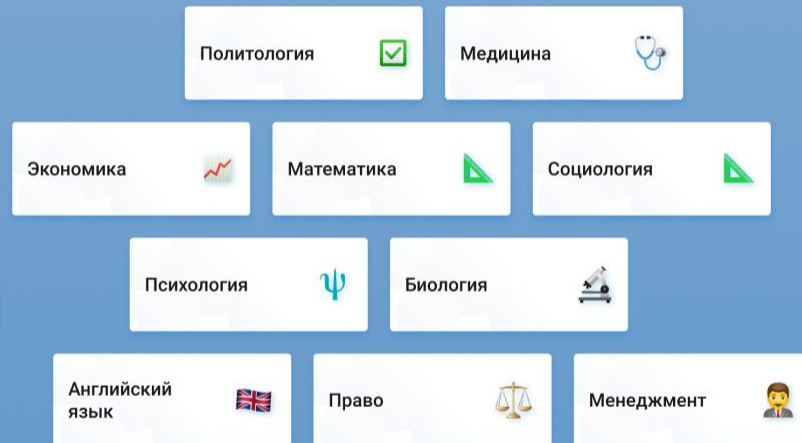 Политология
Медицина
Экономика
Математика
Социология
Психология
Биология
Английский
язык
Право
Менеджмент